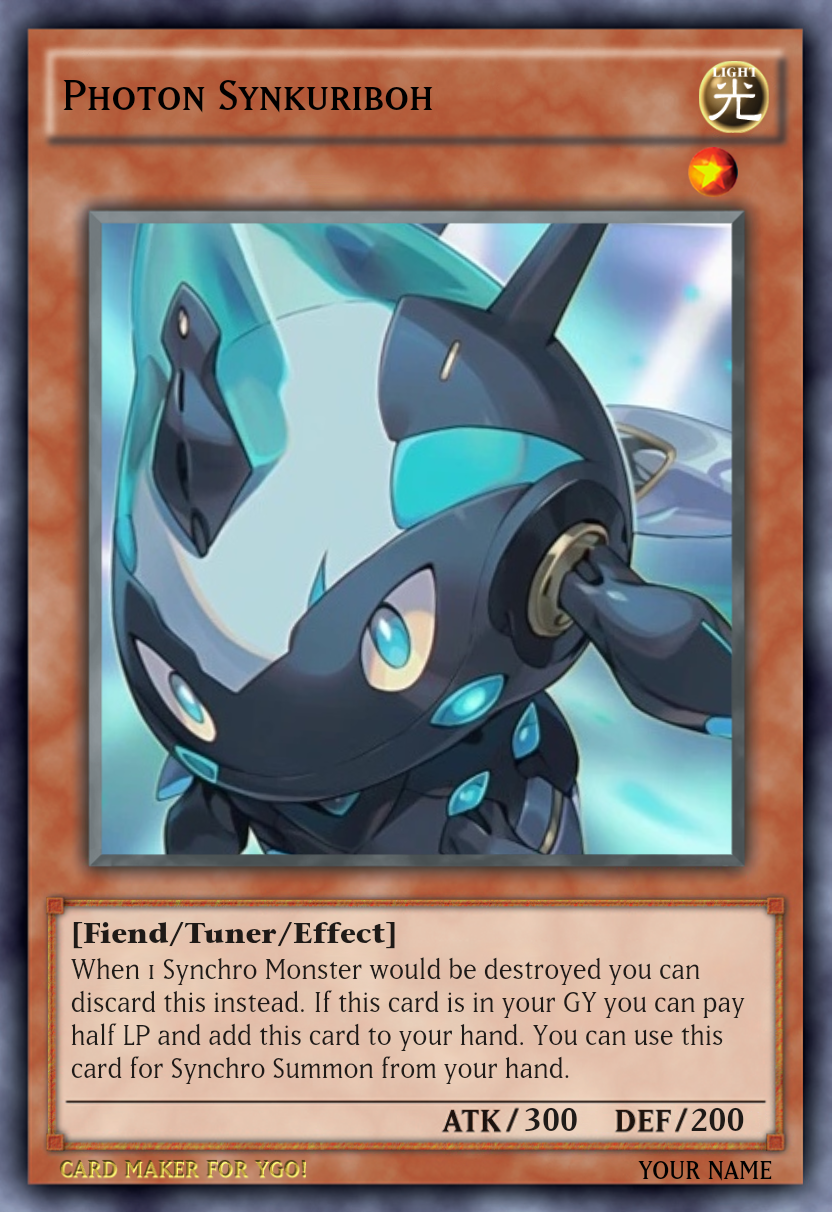 Photon Synkuriboh
LIGHT
光
[Fiend/Tuner/Effect]
When 1 Synchro Monster would be destroyed you can
discard this instead. If this card is in your GY you can pay
half LP and add this card to your hand. You can use this
card for Synchro Summon from your hand.
ATK/300 DEF/200
CARD MAKER FOR YGO! YOUR NAME